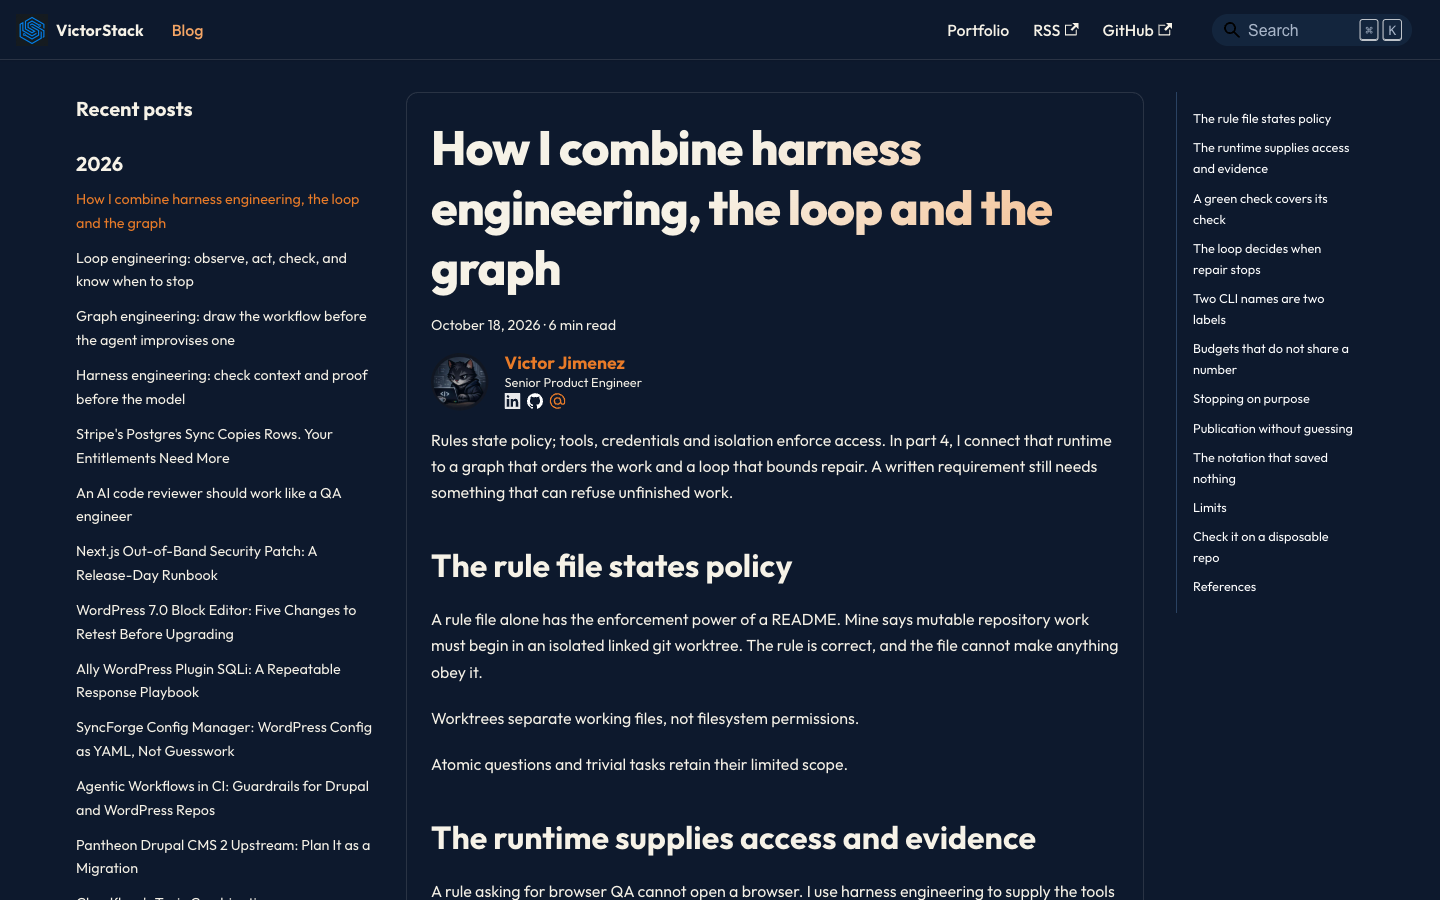 VictorStack
Blog
Portfolio
RSS
GitHub
Search
⌘ K
Recent posts
2026
How I combine harness engineering, the loop
and the graph
Loop engineering: observe, act, check, and
know when to stop
Graph engineering: draw the workflow before
the agent improvises one
Harness engineering: check context and proof
before the model
Stripe's Postgres Sync Copies Rows. Your
Entitlements Need More
An AI code reviewer should work like a QA
engineer
Next.js Out-of-Band Security Patch: A
Release-Day Runbook
WordPress 7.0 Block Editor: Five Changes to
Retest Before Upgrading
Ally WordPress Plugin SQLi: A Repeatable
Response Playbook
SyncForge Config Manager: WordPress Config
as YAML, Not Guesswork
Agentic Workflows in CI: Guardrails for Drupal
and WordPress Repos
Pantheon Drupal CMS 2 Upstream: Plan It as a
Migration
How I combine harness
engineering, the loop and the
graph
October 18, 2026 · 6 min read
Victor Jimenez
Senior Product Engineer
Rules state policy; tools, credentials and isolation enforce access. In part 4, I connect that runtime
to a graph that orders the work and a loop that bounds repair. A written requirement still needs
something that can refuse unfinished work.
The rule file states policy
A rule file alone has the enforcement power of a README. Mine says mutable repository work
must begin in an isolated linked git worktree. The rule is correct, and the file cannot make anything
obey it.
Worktrees separate working files, not filesystem permissions.
Atomic questions and trivial tasks retain their limited scope.
The runtime supplies access and evidence
A rule asking for browser QA cannot open a browser. I use harness engineering to supply the tools
The rule file states policy
The runtime supplies access
and evidence
A green check covers its
check
The loop decides when
repair stops
Two CLI names are two
labels
Budgets that do not share a
number
Stopping on purpose
Publication without guessing
The notation that saved
nothing
Limits
Check it on a disposable
repo
References